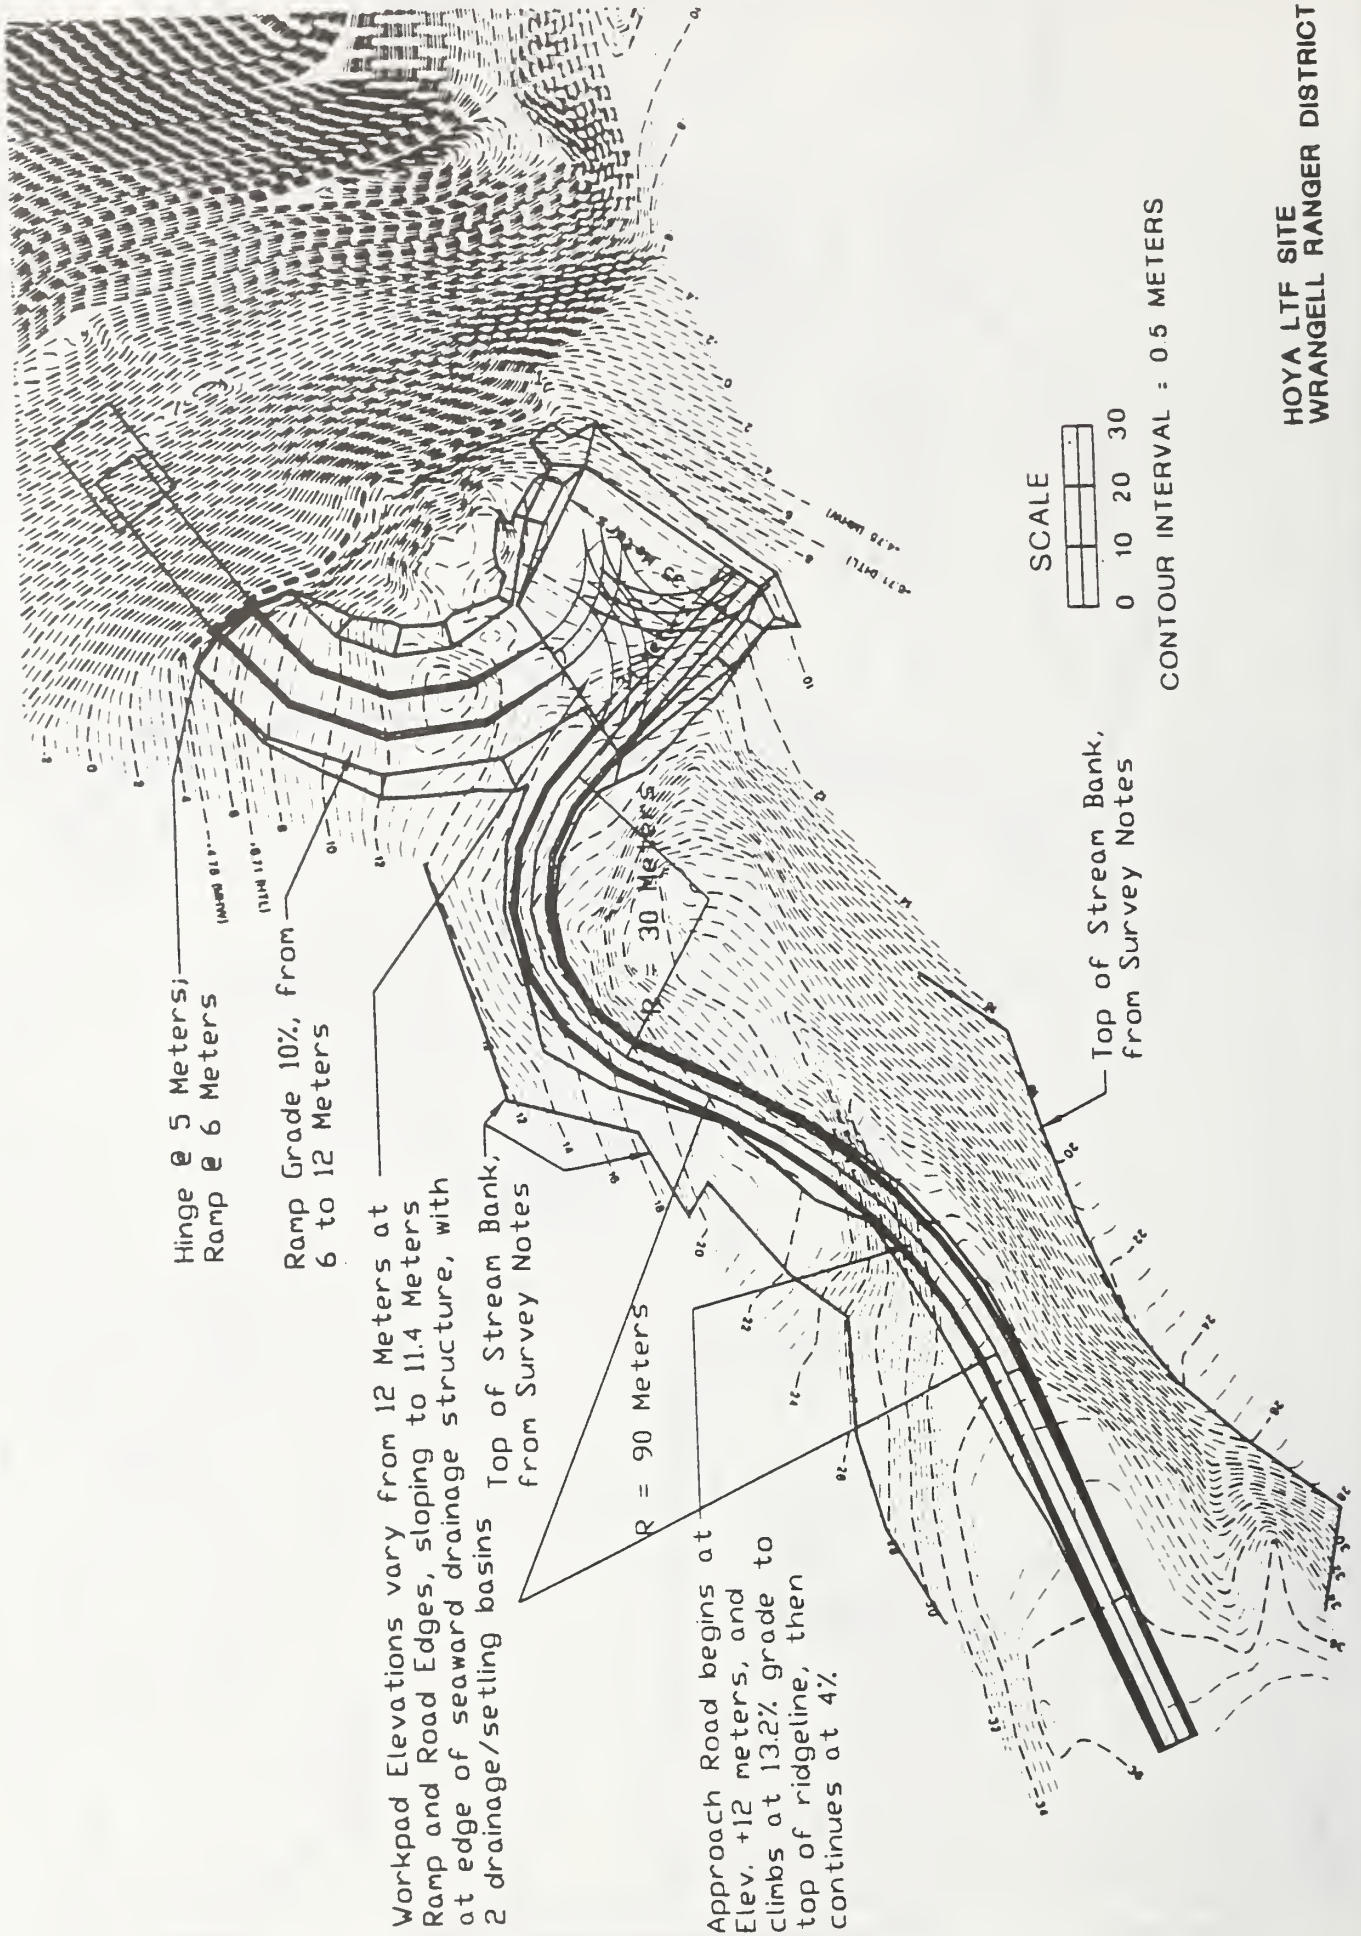 Hinge @ 5 Meters;
Ramp @ 6 Meters
Ramp Grade 10%, from
6 to 12 Meters
Workpad Elevations vary from 12 Meters at
Ramp and Road Edges, sloping to 11.4 Meters
at edge of seaward drainage structure, with
2 drainage/setling basins
Top of Stream Bank,
from Survey Notes
R = 90 Meters
Approach Road begins at
Elev. +12 meters, and
climbs at 13.2% grade to
top of ridgeline, then
continues at 4%
R = 30 Meters
Top of Stream Bank,
from Survey Notes
SCALE
0 10 20 30
CONTOUR INTERVAL : 0.5 METERS
HOYA LTF SITE
WRANGELL RANGER DISTRICT